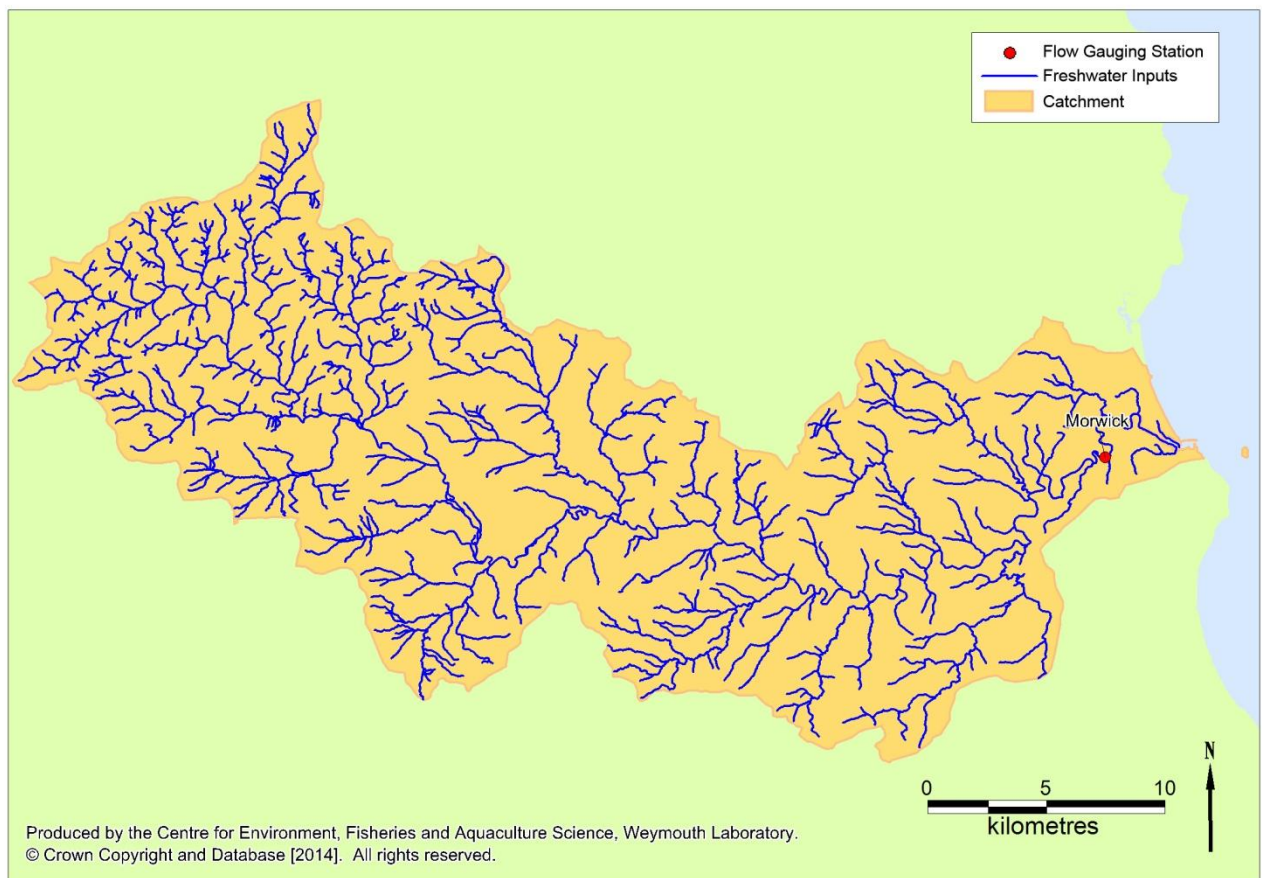 Flow Gauging Station
Freshwater Inputs
Catchment
Morwick
N
0 5 10
kilometres
Produced by the Centre for Environment, Fisheries and Aquaculture Science, Weymouth Laboratory.
© Crown Copyright and Database [2014]. All rights reserved.